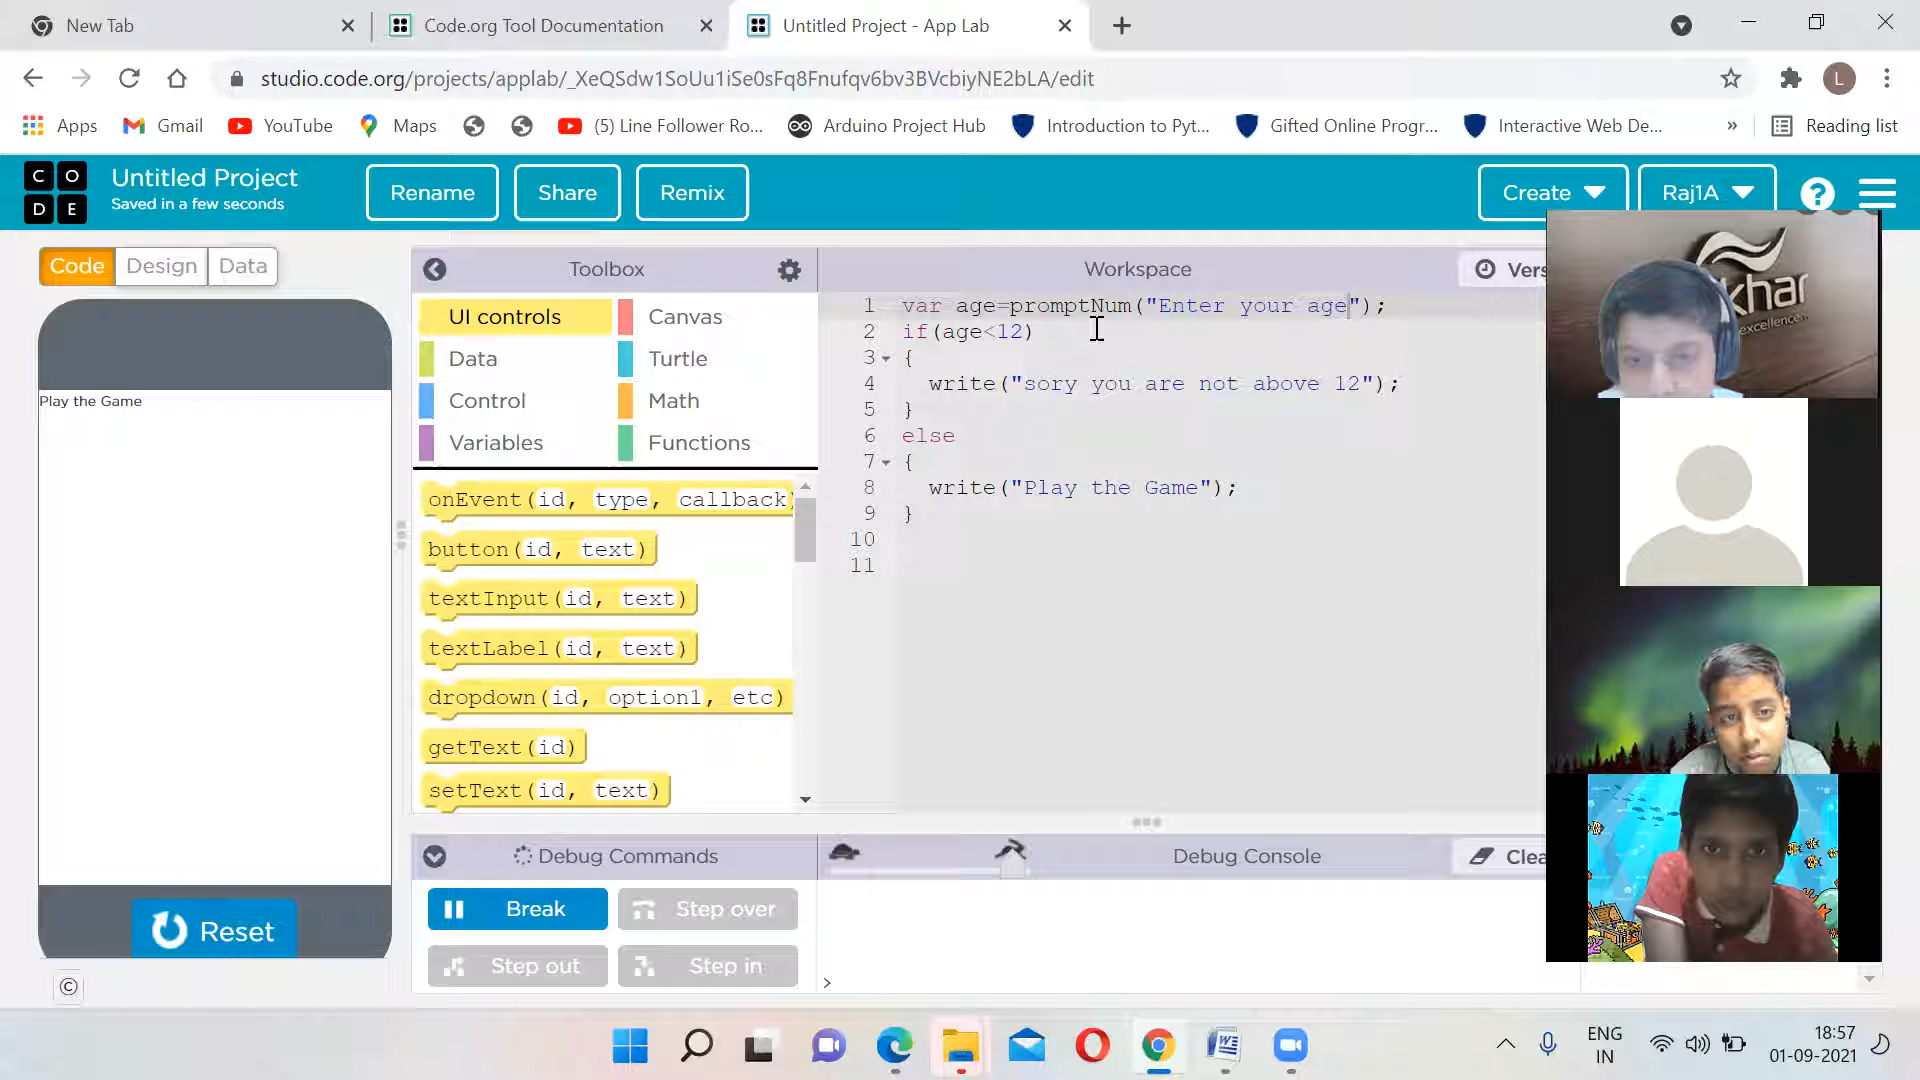 New Tab
Code.org Tool Documentation
Untitled Project - App Lab
studio.code.org/projects/applab/_XeQSdw1SoUu1iSe0sFq8Fnufqv6bv3BVcbiyNE2bLA/edit
L
Apps
Gmail
YouTube
Maps
(5) Line Follower Ro...
Arduino Project Hub
Introduction to Pyt...
Gifted Online Progr...
Interactive Web De...
»
Reading list
C O
D E
Untitled Project
Saved in a few seconds
Rename
Share
Remix
Create
Raj1A
?
Code
Design
Data
Toolbox
Workspace
Vers
UI controls
Canvas
Data
Turtle
Control
Math
Variables
Functions
onEvent(id, type, callback)
button(id, text)
textInput(id, text)
textLabel(id, text)
dropdown(id, option1, etc)
getText(id)
setText(id, text)
1 var age=promptNum("Enter your age");
2 if(age<12)
3 {
4 write("sory you are not above 12");
5 }
6 else
7 {
8 write("Play the Game");
9 }
10
11
Play the Game
Reset
©
Debug Commands
Debug Console
Clea
Break
Step over
Step out
Step in
>
khar
excellence.
ENG
IN
18:57
01-09-2021